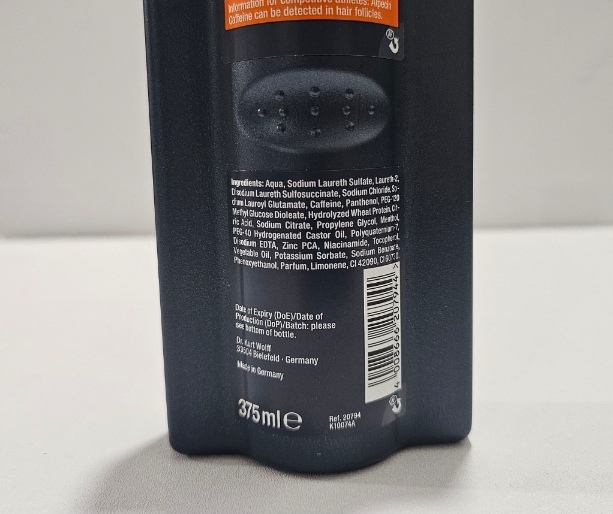 Information for competitive athletes: Alpecin
Caffeine can be detected in hair follicles.
Ingredients: Aqua, Sodium Laureth Sulfate, Laureth-2,
Disodium Laureth Sulfosuccinate, Sodium Chloride, So-
dium Lauroyl Glutamate, Caffeine, Panthenol, PEG-120
Methyl Glucose Dioleate, Hydrolyzed Wheat Protein, Cit-
ric Acid, Sodium Citrate, Propylene Glycol, Menthol,
PEG-40 Hydrogenated Castor Oil, Polyquaternium-7,
Disodium EDTA, Zinc PCA, Niacinamide, Tocopherol,
Vegetable Oil, Potassium Sorbate, Sodium Benzoate,
Phenoxyethanol, Parfum, Limonene, CI 42090, CI
Date of Expiry (DoE)/Date of
Production (DoP)/Batch: please
see bottom of bottle.
Dr. Kurt Wolff
33504 Bielefeld · Germany
Made in Germany
4 008666 207944 >
375 ml ℮
Ref. 20794
K10074A